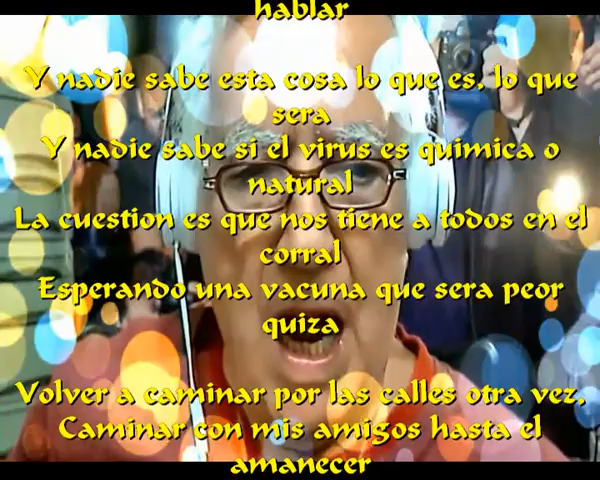 hablar
Y nadie sabe esta cosa lo que es, lo que
sera
Y nadie sabe si el virus es quimica o
natural
La cuestion es que nos tiene a todos en el
corral
Esperando una vacuna que sera peor
quiza
Volver a caminar por las calles otra vez,
Caminar con mis amigos hasta el
amanecer